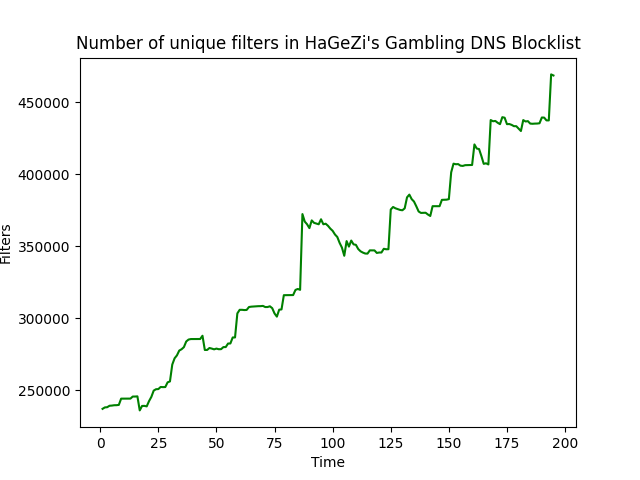 Number of unique filters in HaGeZi's Gambling DNS Blocklist
450000
400000
350000
300000
250000
Filters
0 25 50 75 100 125 150 175 200
Time